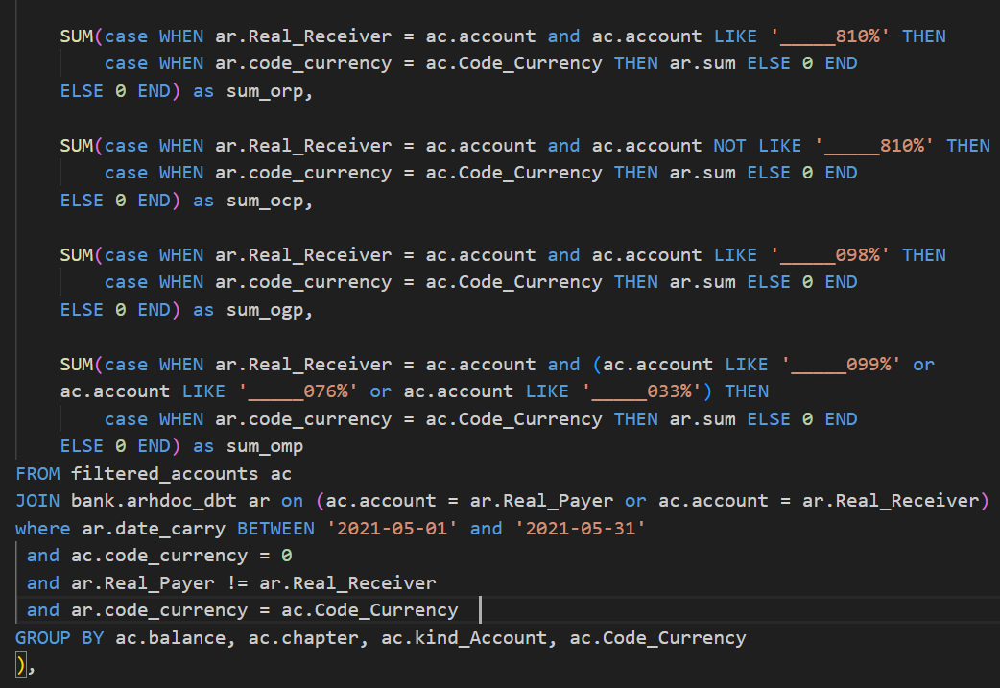 SUM(case WHEN ar.Real_Receiver = ac.account and ac.account LIKE '_____810%' THEN
case WHEN ar.code_currency = ac.Code_Currency THEN ar.sum ELSE 0 END
ELSE 0 END) as sum_orp,
SUM(case WHEN ar.Real_Receiver = ac.account and ac.account NOT LIKE '_____810%' THEN
case WHEN ar.code_currency = ac.Code_Currency THEN ar.sum ELSE 0 END
ELSE 0 END) as sum_ocp,
SUM(case WHEN ar.Real_Receiver = ac.account and ac.account LIKE '_____098%' THEN
case WHEN ar.code_currency = ac.Code_Currency THEN ar.sum ELSE 0 END
ELSE 0 END) as sum_ogp,
SUM(case WHEN ar.Real_Receiver = ac.account and (ac.account LIKE '_____099%' or
ac.account LIKE '_____076%' or ac.account LIKE '_____033%') THEN
case WHEN ar.code_currency = ac.Code_Currency THEN ar.sum ELSE 0 END
ELSE 0 END) as sum_omp
FROM filtered_accounts ac
JOIN bank.arhdoc_dbt ar on (ac.account = ar.Real_Payer or ac.account = ar.Real_Receiver)
where ar.date_carry BETWEEN '2021-05-01' and '2021-05-31'
and ac.code_currency = 0
and ar.Real_Payer != ar.Real_Receiver
and ar.code_currency = ac.Code_Currency
GROUP BY ac.balance, ac.chapter, ac.kind_Account, ac.Code_Currency
),